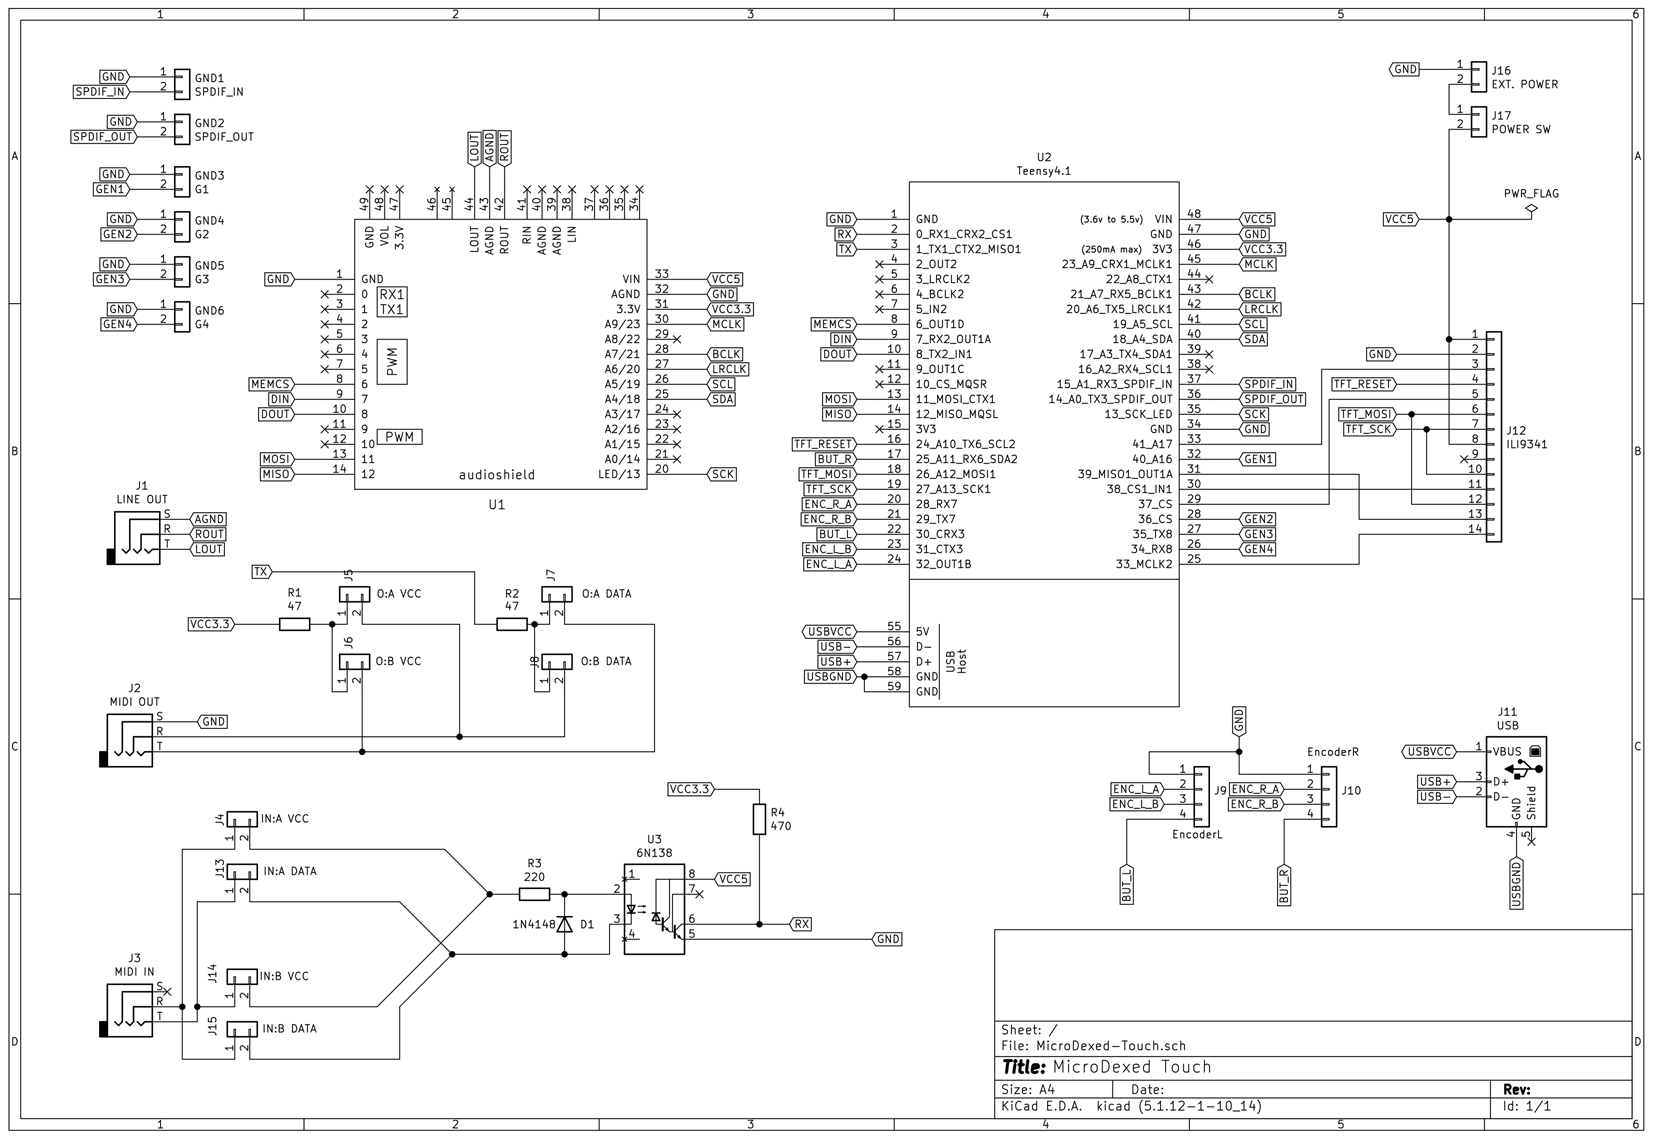 1 2 3 4 5 6
A
B
C
D
GND 1 GND1
SPDIF_IN 2 SPDIF_IN
GND 1 GND2
SPDIF_OUT 2 SPDIF_OUT
GND 1 GND3
GEN1 2 G1
GND 1 GND4
GEN2 2 G2
GND 1 GND5
GEN3 2 G3
GND 1 GND6
GEN4 2 G4
LOUT AGND ROUT
49 48 47 46 45 44 43 42 41 40 39 38 37 36 35 34
GND VOL 3.3V LOUT AGND ROUT RIN AGND AGND LIN
GND 1 GND VIN 33 VCC5
2 0 RX1 AGND 32 GND
3 1 TX1 3.3V 31 VCC3.3
4 2 A9/23 30 MCLK
5 3 A8/22 29
6 4 PWM A7/21 28 BCLK
7 5 A6/20 27 LRCLK
MEMCS 8 6 A5/19 26 SCL
DIN 9 7 A4/18 25 SDA
DOUT 10 8 A3/17 24
11 9 PWM A2/16 23
12 10 A1/15 22
MOSI 13 11 A0/14 21
MISO 14 12 audioshield LED/13 20 SCK
U1
U2
Teensy4.1
GND 1 GND (3.6v to 5.5v) VIN 48 VCC5
RX 2 0_RX1_CRX2_CS1 GND 47 GND
TX 3 1_TX1_CTX2_MISO1 (250mA max) 3V3 46 VCC3.3
4 2_OUT2 23_A9_CRX1_MCLK1 45 MCLK
5 3_LRCLK2 22_A8_CTX1 44
6 4_BCLK2 21_A7_RX5_BCLK1 43 BCLK
7 5_IN2 20_A6_TX5_LRCLK1 42 LRCLK
MEMCS 8 6_OUT1D 19_A5_SCL 41 SCL
DIN 9 7_RX2_OUT1A 18_A4_SDA 40 SDA
DOUT 10 8_TX2_IN1 17_A3_TX4_SDA1 39
11 9_OUT1C 16_A2_RX4_SCL1 38
12 10_CS_MQSR 15_A1_RX3_SPDIF_IN 37 SPDIF_IN
MOSI 13 11_MOSI_CTX1 14_A0_TX3_SPDIF_OUT 36 SPDIF_OUT
MISO 14 12_MISO_MQSL 13_SCK_LED 35 SCK
15 3V3 GND 34 GND
TFT_RESET 16 24_A10_TX6_SCL2 41_A17 33
BUT_R 17 25_A11_RX6_SDA2 40_A16 32 GEN1
TFT_MOSI 18 26_A12_MOSI1 39_MISO1_OUT1A 31
TFT_SCK 19 27_A13_SCK1 38_CS1_IN1 30
ENC_R_A 20 28_RX7 37_CS 29
ENC_R_B 21 29_TX7 36_CS 28 GEN2
BUT_L 22 30_CRX3 35_TX8 27 GEN3
ENC_L_B 23 31_CTX3 34_RX8 26 GEN4
ENC_L_A 24 32_OUT1B 33_MCLK2 25
USBVCC 55 5V
USB- 56 D-
USB+ 57 D+
USBGND 58 GND
59 GND
USB Host
GND 1 J16
2 EXT. POWER
1 J17
2 POWER SW
PWR_FLAG
VCC5
1
GND 2
3
TFT_RESET 4
5
TFT_MOSI 6
TFT_SCK 7 J12
8 ILI9341
9
10
11
12
13
14
J1
LINE OUT
S AGND
R ROUT
T LOUT
TX
J5
R1
47
1 2 O:A VCC
VCC3.3
J6
1 2 O:B VCC
R2
47
J7
1 2 O:A DATA
J8
1 2 O:B DATA
J2
MIDI OUT
S GND
R
T
J4 IN:A VCC
1 2
J13 IN:A DATA
1 2
J3
MIDI IN
S
R
T
J14 IN:B VCC
1 2
J15 IN:B DATA
1 2
R3
220
1N4148 D1
VCC3.3
R4
470
U3
6N138
1 8 VCC5
2 7
3 6 RX
4 5 GND
GND
EncoderR
1 1
ENC_L_A 2 J9 ENC_R_A 2 J10
ENC_L_B 3 ENC_R_B 3
4 4
EncoderL
BUT_L BUT_R
J11
USB
USBVCC 1 VBUS
USB+ 3 D+
USB- 2 D-
GND Shield
4 5
USBGND
Sheet: /
File: MicroDexed-Touch.sch
Title: MicroDexed Touch
Size: A4 Date: Rev:
KiCad E.D.A. kicad (5.1.12-1-10_14) Id: 1/1
A
B
C
D
1 2 3 4 5 6